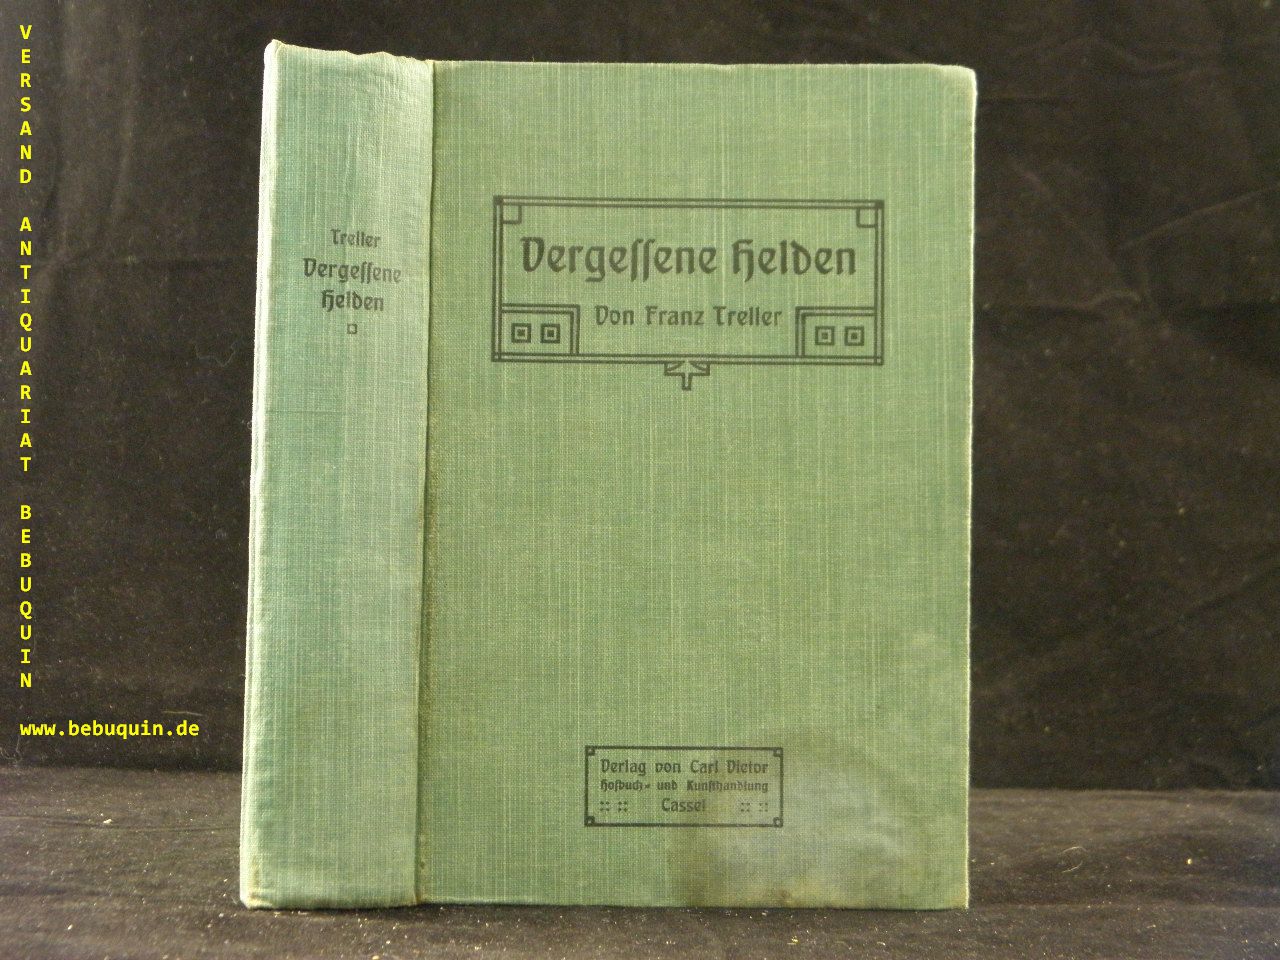 VERSAND ANTIQUARIAT BEBUQUIN
www.bebuquin.de
Treller
Vergeſſene
Helden
Vergeſſene Helden
Von Franz Treller
Verlag von Carl Vietor
Hofbuch- und Kunſthandlung
Cassel